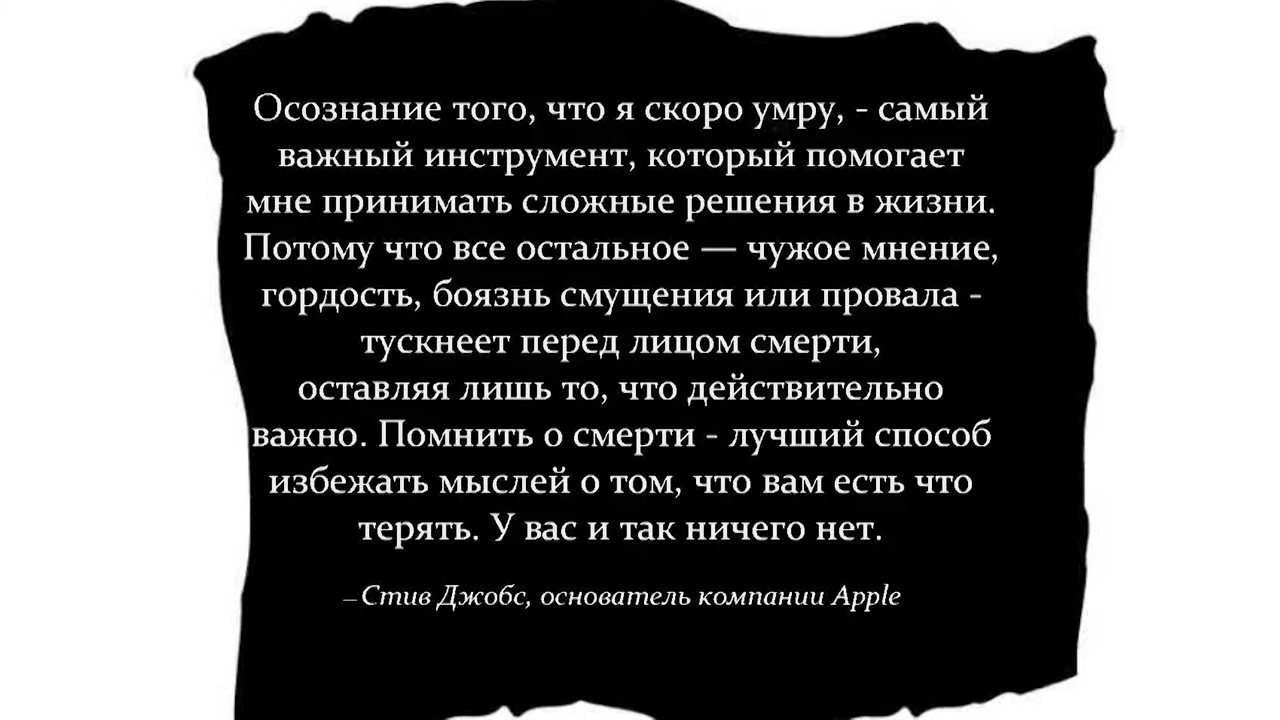 Осознание того, что я скоро умру, - самый
важный инструмент, который помогает
мне принимать сложные решения в жизни.
Потому что все остальное — чужое мнение,
гордость, боязнь смущения или провала -
тускнеет перед лицом смерти,
оставляя лишь то, что действительно
важно. Помнить о смерти - лучший способ
избежать мыслей о том, что вам есть что
терять. У вас и так ничего нет.
– Стив Джобс, основатель компании Apple